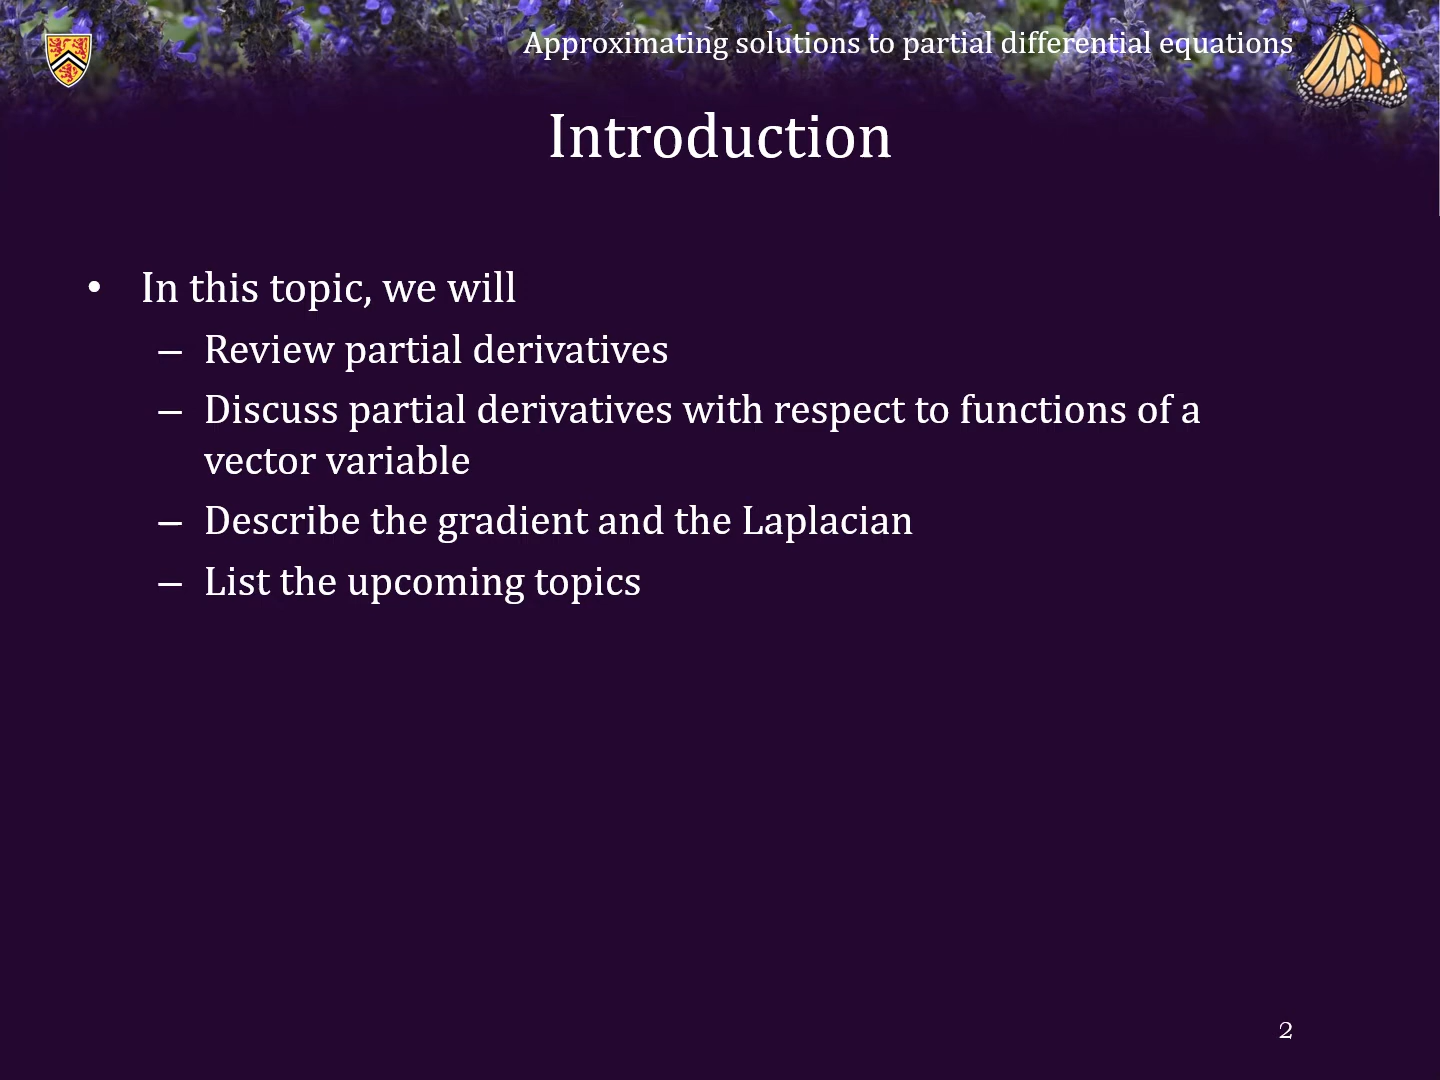 Approximating solutions to partial differential equations
Introduction
• In this topic, we will
– Review partial derivatives
– Discuss partial derivatives with respect to functions of a
vector variable
– Describe the gradient and the Laplacian
– List the upcoming topics
2